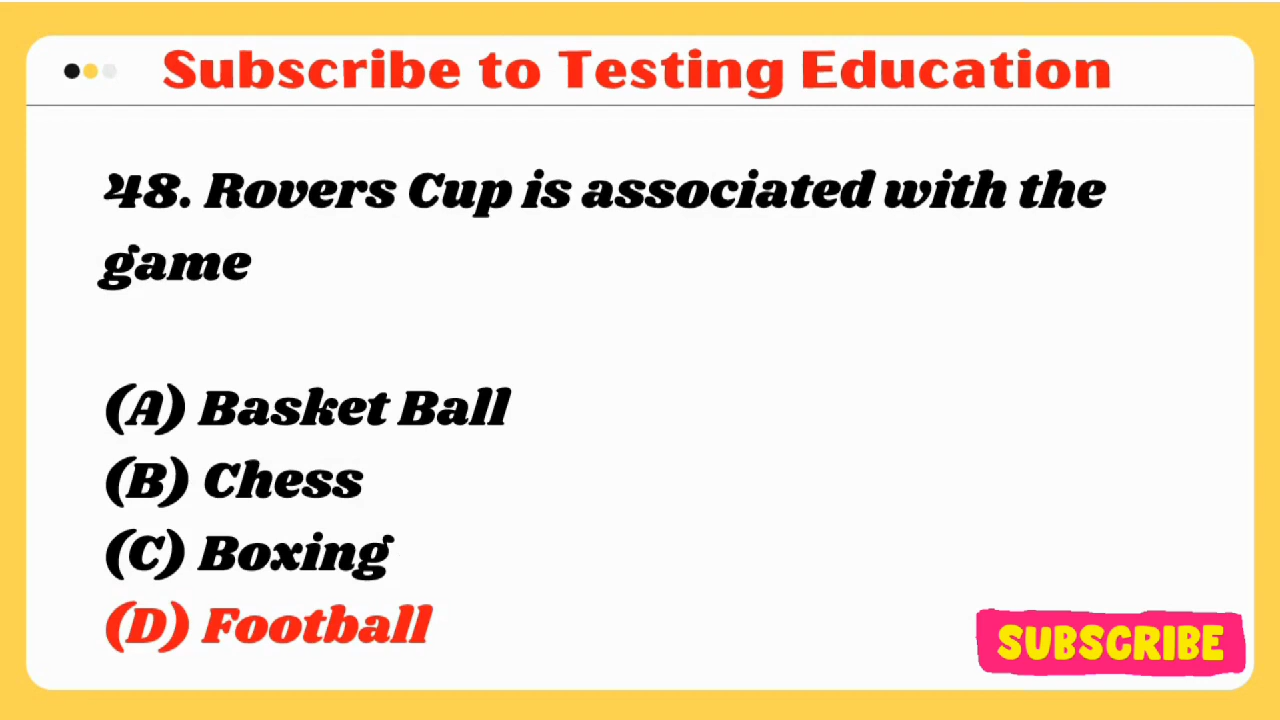 Subscribe to Testing Education
48. Rovers Cup is associated with the
game
(A) Basket Ball
(B) Chess
(C) Boxing
(D) Football
SUBSCRIBE